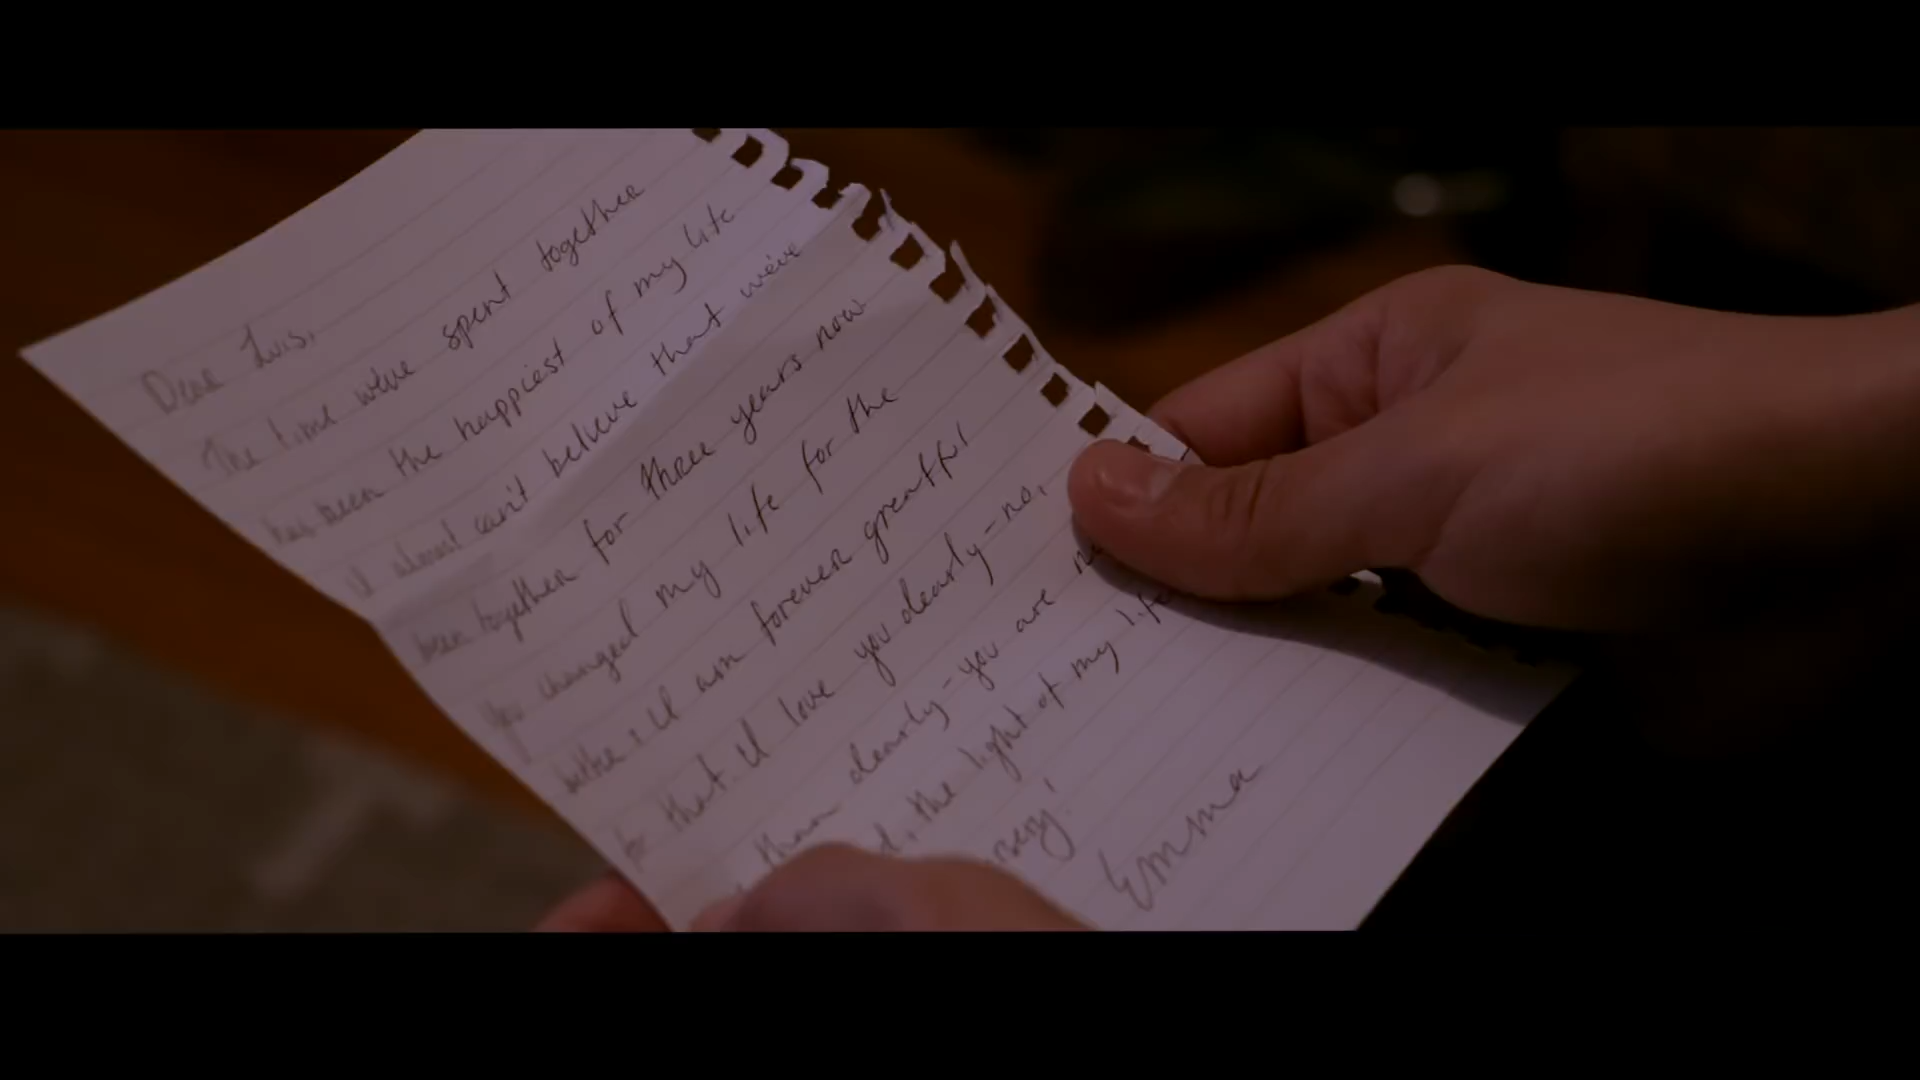 Dear Luis,
The time we've spent together
has been the happiest of my life
I almost can't believe that we've
been together for three years now
You changed my life for the
better, I am forever greatful
for that. I love you dearly-no,
than dearly-you are
the light of my life
Emma